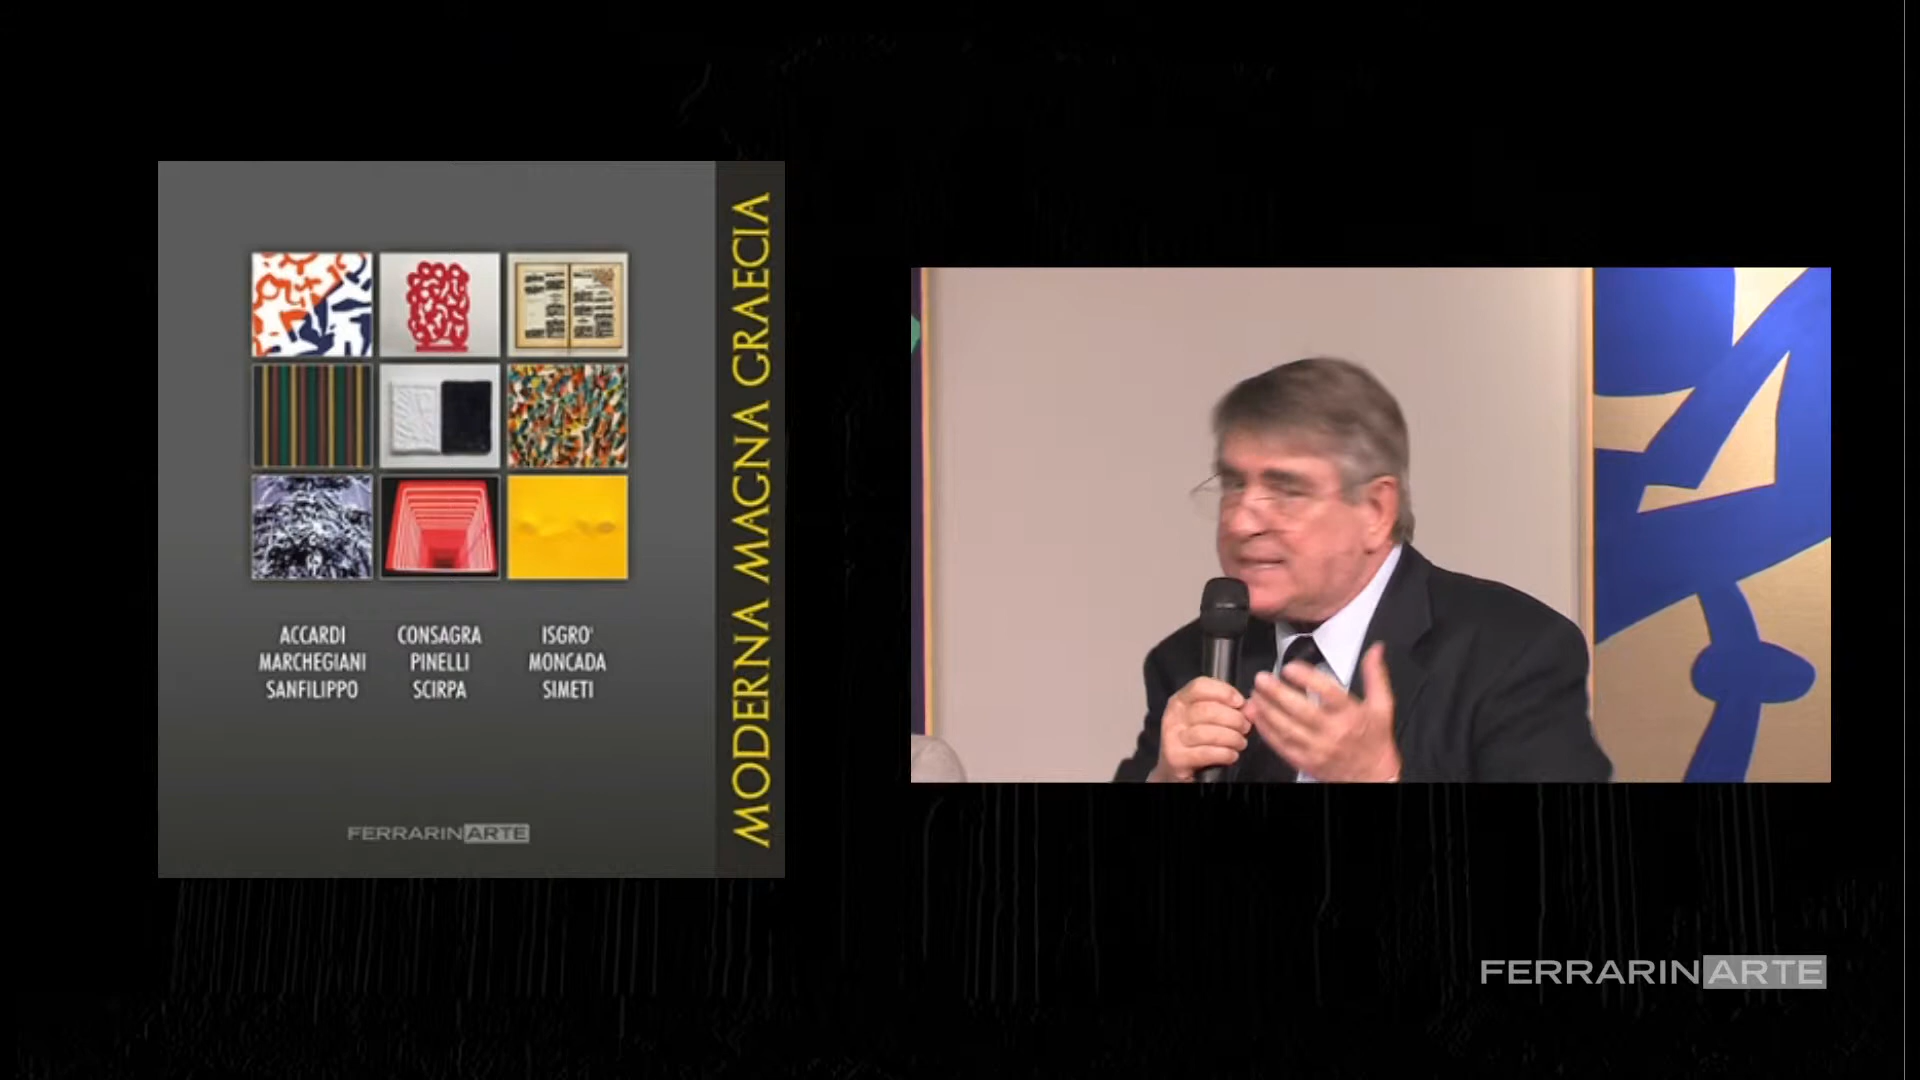 ACCARDI CONSAGRA ISGRO'
MARCHEGIANI PINELLI MONCADA
SANFILIPPO SCIRPA SIMETI
FERRARINARTE
MODERNA MAGNA GRAECIA
FERRARINARTE